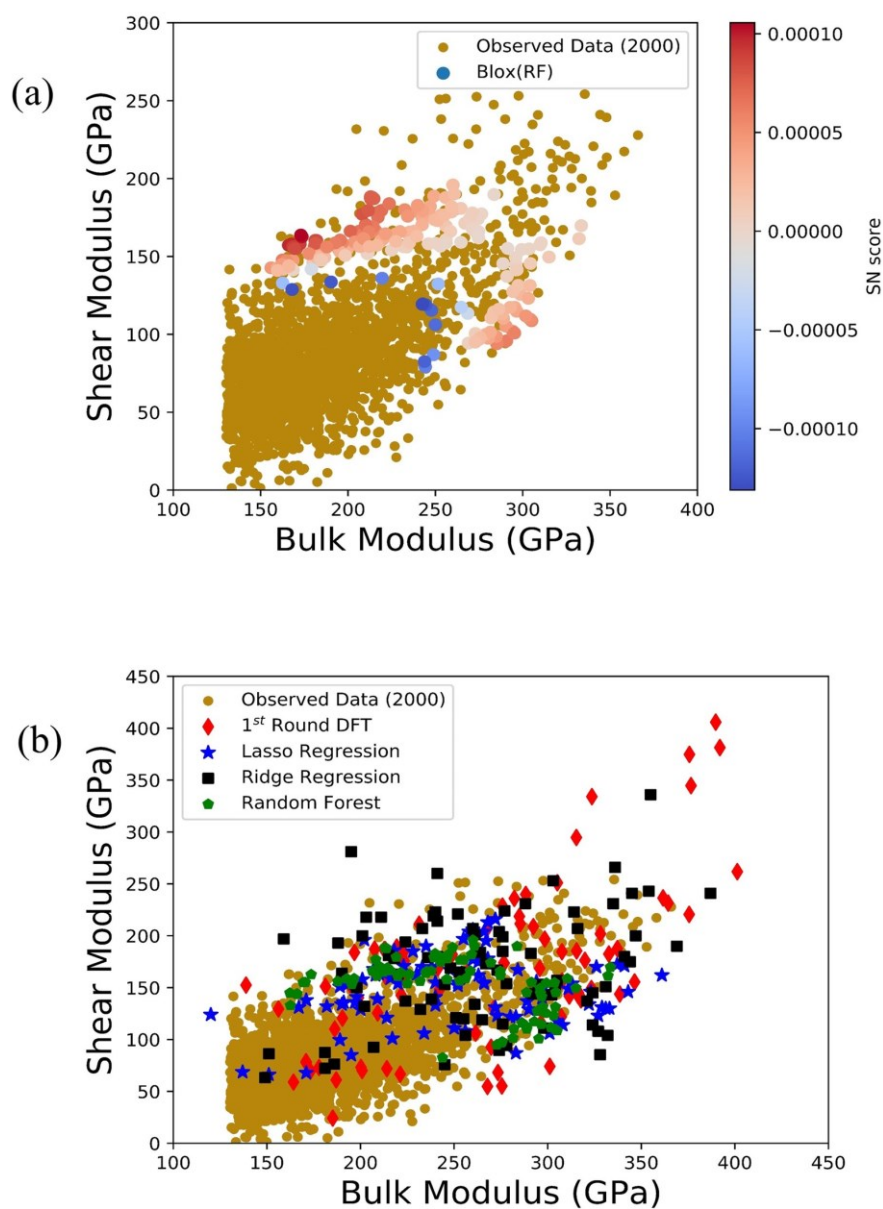 (a)
300
250
200
150
100
50
0
Shear Modulus (GPa)
Observed Data (2000)
Blox(RF)
100 150 200 250 300 350 400
Bulk Modulus (GPa)
0.00010
0.00005
0.00000
−0.00005
−0.00010
SN score
(b)
450
400
350
300
250
200
150
100
50
0
Shear Modulus (GPa)
Observed Data (2000)
1st Round DFT
Lasso Regression
Ridge Regression
Random Forest
100 150 200 250 300 350 400 450
Bulk Modulus (GPa)